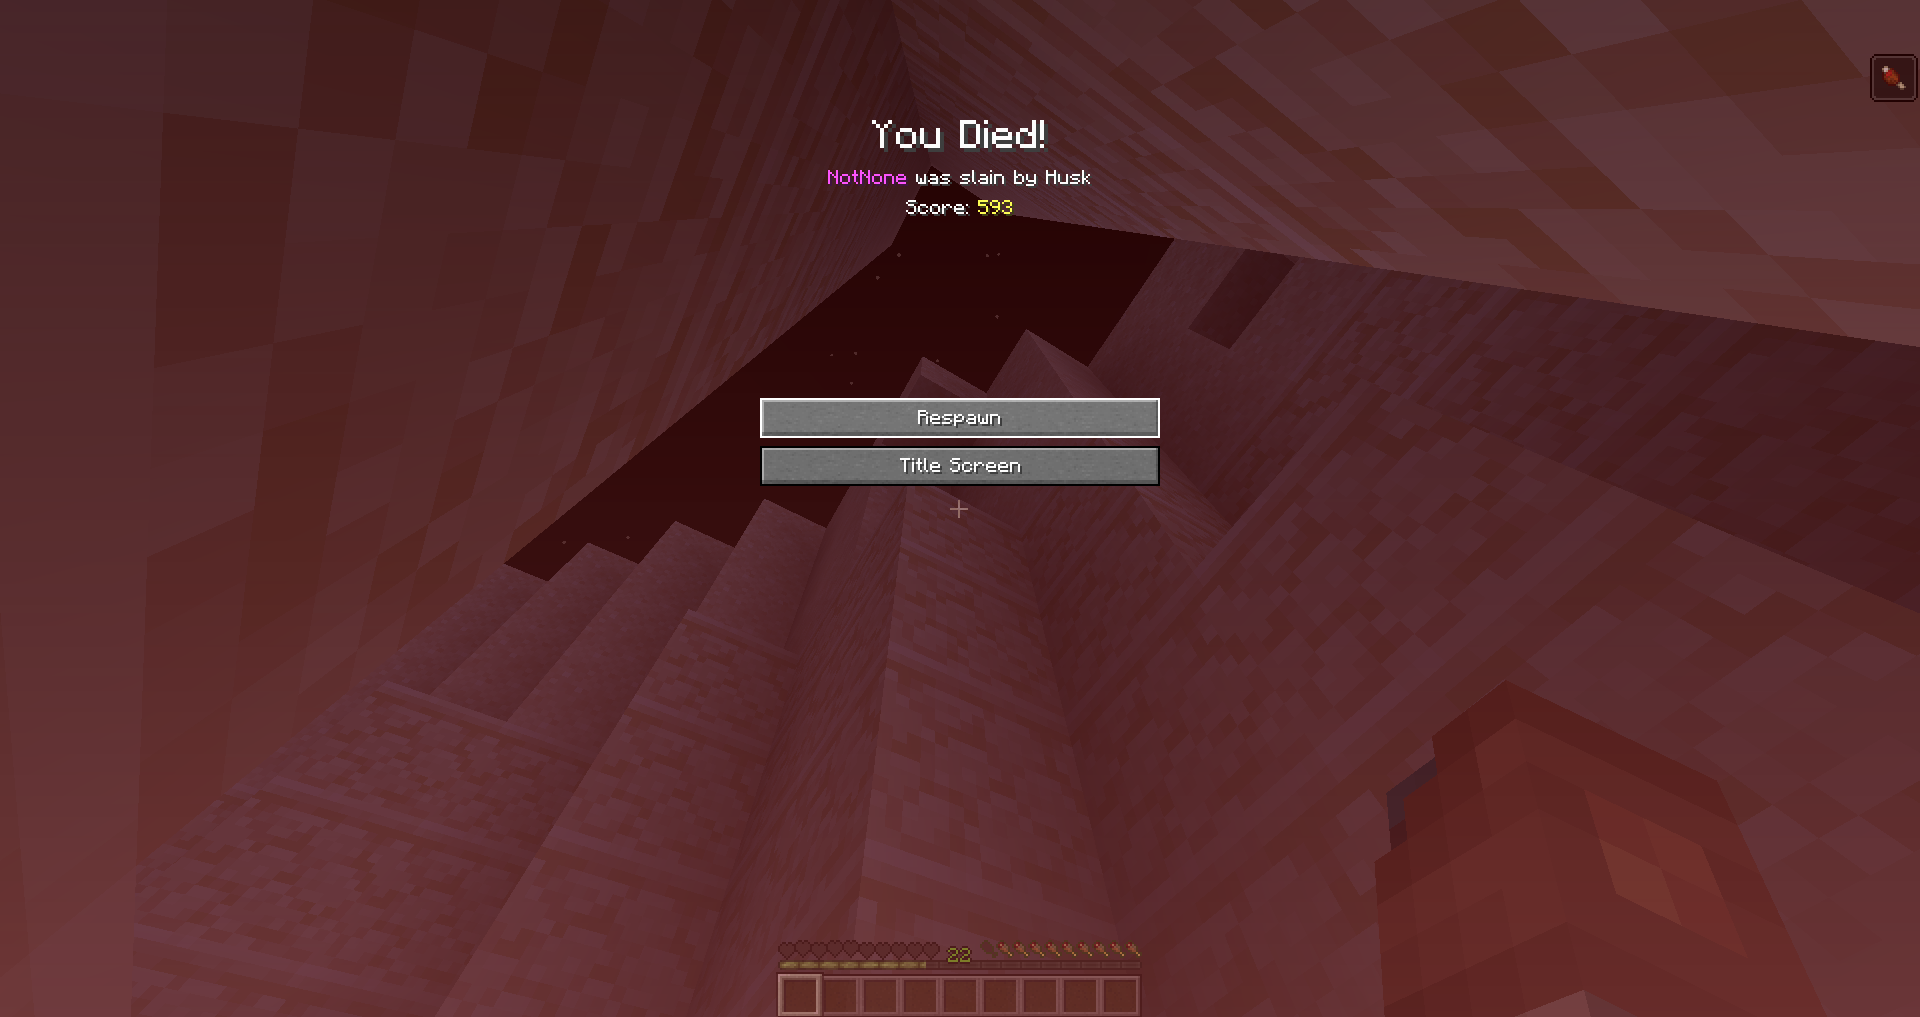 You Died!
NotNone was slain by Husk
Score: 593
Respawn
Title Screen
22